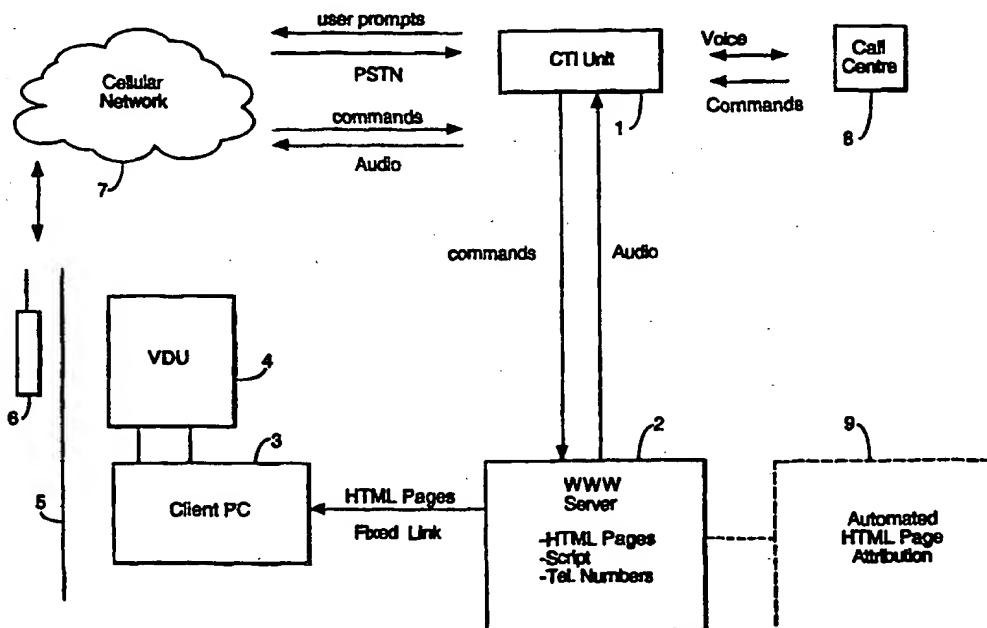 user prompts
PSTN
commands
Audio
Cellular
Network
7
CTI Unit
1
Voice
Commands
Call
Centre
8
commands
Audio
6
5
VDU
4
3
Client PC
HTML Pages
Fixed Link
2
WWW
Server
-HTML Pages
-Script
-Tel. Numbers
9
Automated
HTML Page
Attribution